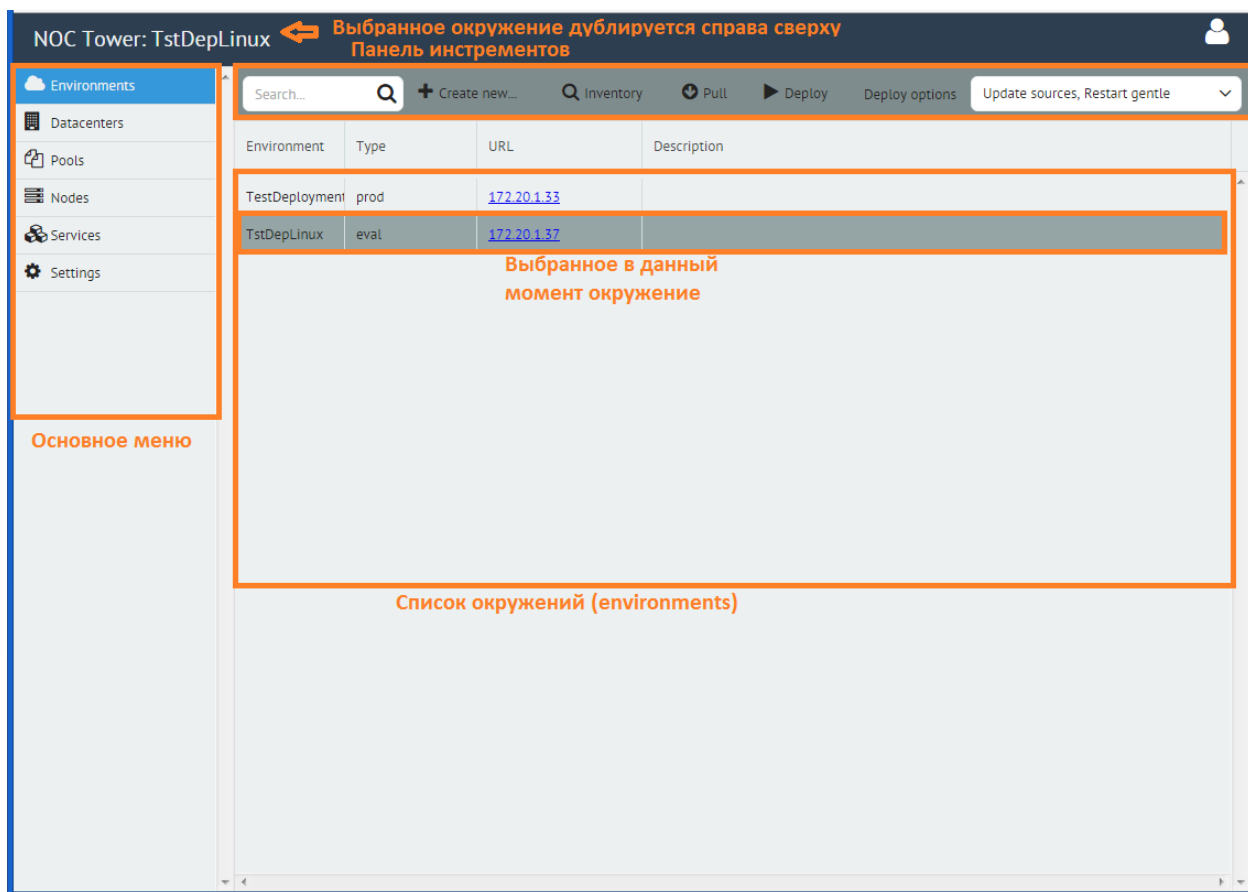 NOC Tower: TstDepLinux
Выбранное окружение дублируется справа сверху
Панель инстрементов
Environments
Datacenters
Pools
Nodes
Services
Settings
Основное меню
Search... Create new... Inventory Pull Deploy Deploy options Update sources, Restart gentle
Environment Type URL Description
TestDeployment prod 172.20.1.33
TstDepLinux eval 172.20.1.37
Выбранное в данный
момент окружение
Список окружений (environments)